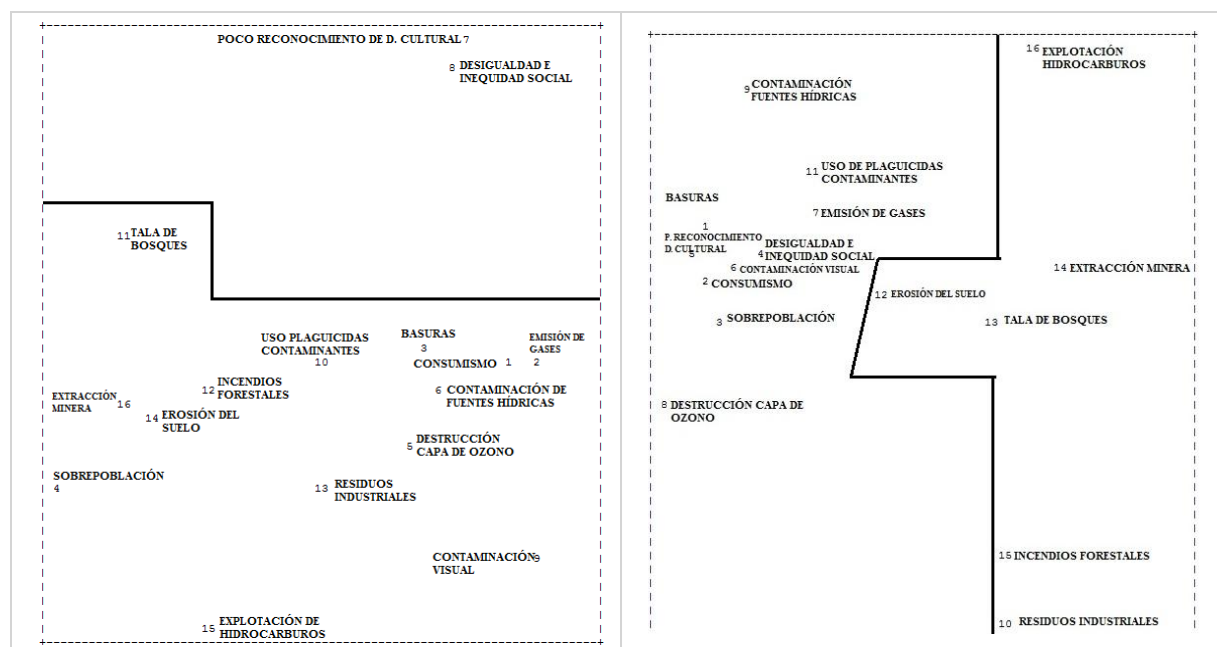 POCO RECONOCIMIENTO DE D. CULTURAL 7
8 DESIGUALDAD E
INEQUIDAD SOCIAL
11 TALA DE
BOSQUES
USO PLAGUICIDAS
CONTAMINANTES
10
BASURAS
3
CONSUMISMO 1
EMISIÓN DE
GASES
2
12 INCENDIOS
FORESTALES
6 CONTAMINACIÓN DE
FUENTES HÍDRICAS
EXTRACCIÓN
MINERA 16
14 EROSIÓN DEL
SUELO
5 DESTRUCCIÓN
CAPA DE OZONO
SOBREPOBLACIÓN
4
13 RESIDUOS
INDUSTRIALES
CONTAMINACIÓN 9
VISUAL
15 EXPLOTACIÓN DE
HIDROCARBUROS
16 EXPLOTACIÓN
HIDROCARBUROS
9 CONTAMINACIÓN
FUENTES HÍDRICAS
11 USO DE PLAGUICIDAS
CONTAMINANTES
BASURAS
1
7 EMISIÓN DE GASES
P. RECONOCIMIENTO
D. CULTURAL
5
4 DESIGUALDAD E
INEQUIDAD SOCIAL
6 CONTAMINACIÓN VISUAL
2 CONSUMISMO
14 EXTRACCIÓN MINERA
12 EROSIÓN DEL SUELO
3 SOBREPOBLACIÓN
13 TALA DE BOSQUES
8 DESTRUCCIÓN CAPA DE
OZONO
15 INCENDIOS FORESTALES
10 RESIDUOS INDUSTRIALES